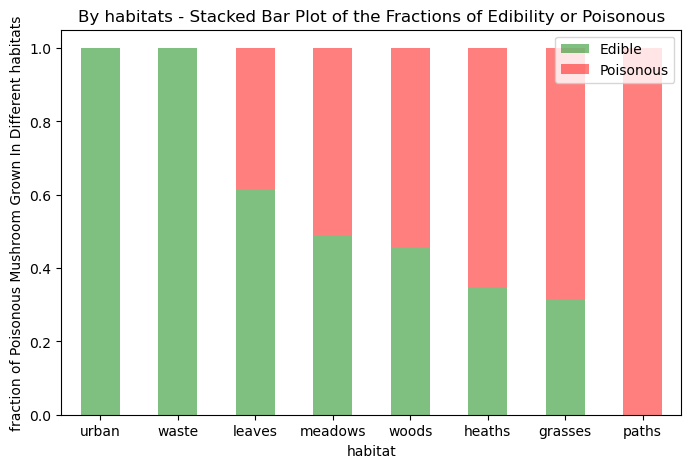 By habitats - Stacked Bar Plot of the Fractions of Edibility or Poisonous
fraction of Poisonous Mushroom Grown In Different habitats
1.0
0.8
0.6
0.4
0.2
0.0
Edible
Poisonous
urban waste leaves meadows woods heaths grasses paths
habitat